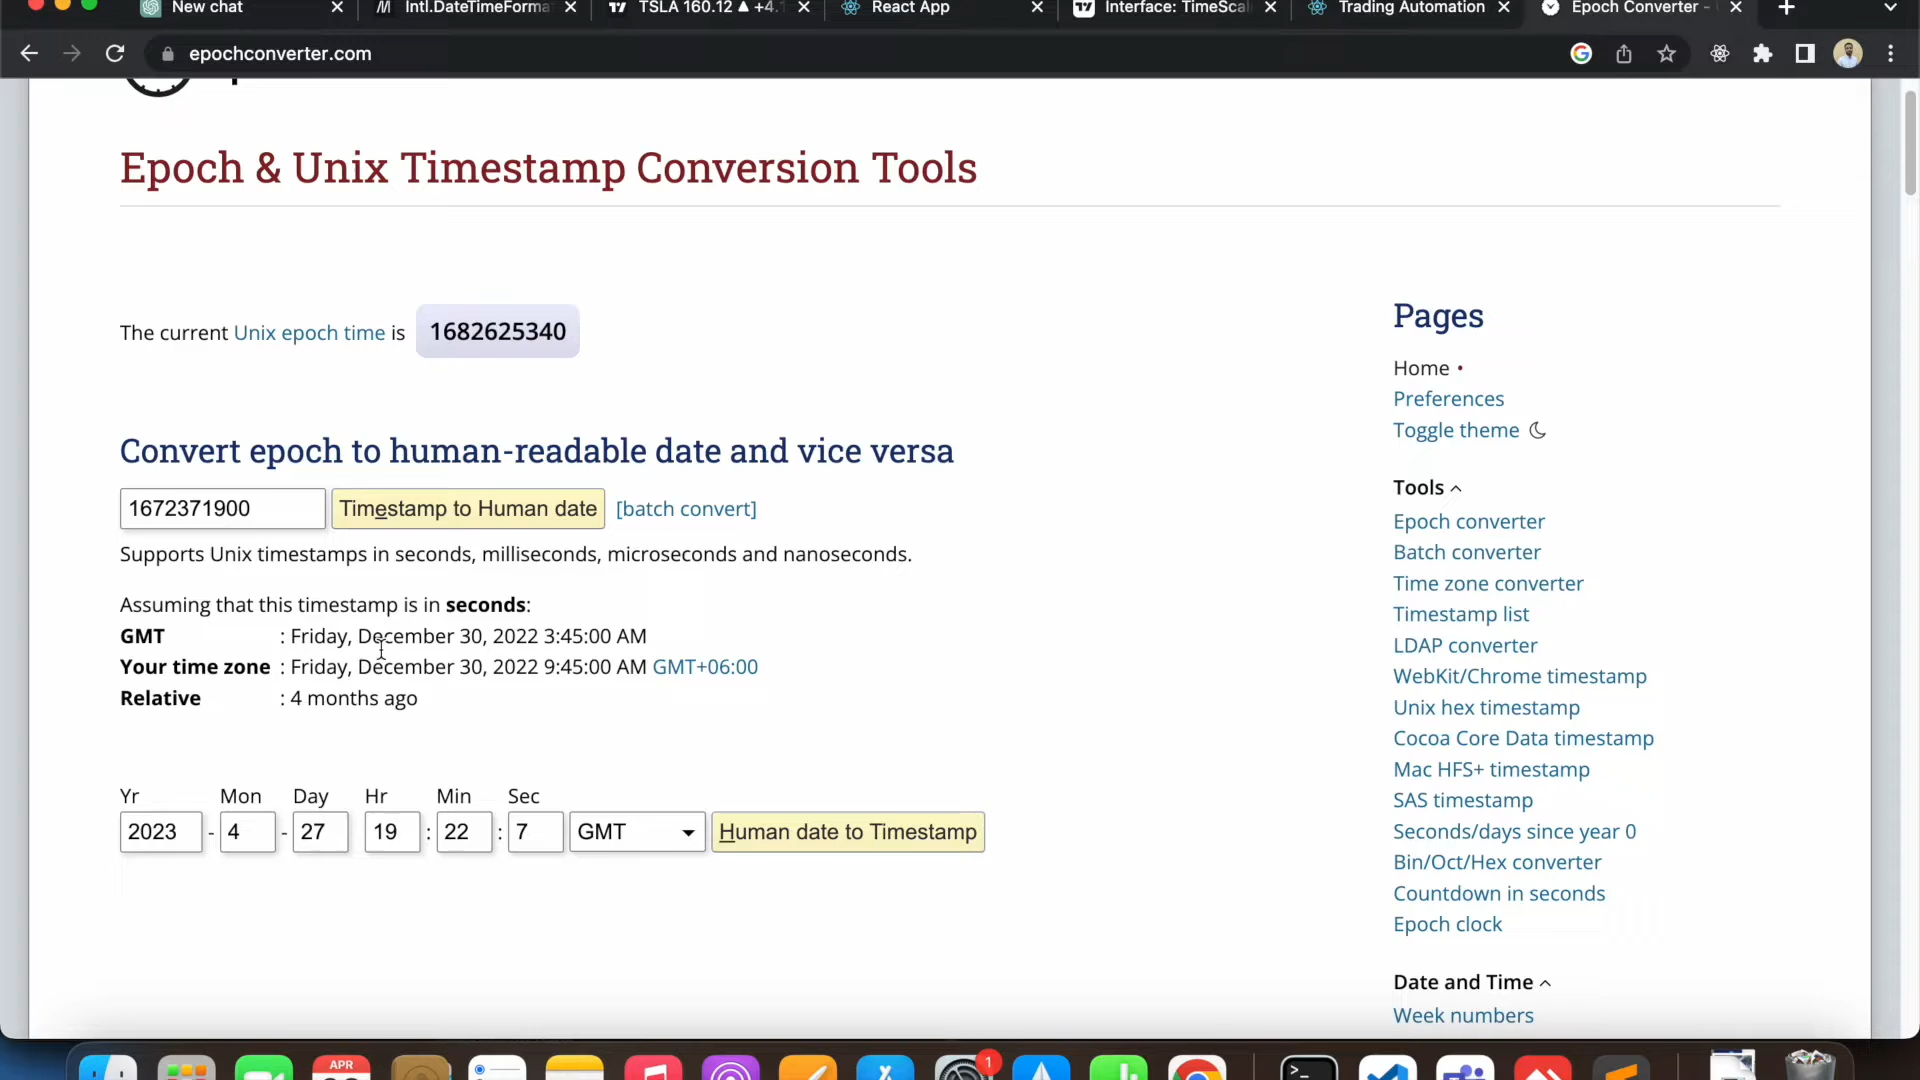 New chat
Intl.DateTimeForma
TSLA 160.12 ▲ +4.
React App
Interface: TimeScal
Trading Automation
Epoch Converter -
epochconverter.com
Epoch & Unix Timestamp Conversion Tools
The current Unix epoch time is 1682625340
Convert epoch to human-readable date and vice versa
1672371900 Timestamp to Human date [batch convert]
Supports Unix timestamps in seconds, milliseconds, microseconds and nanoseconds.
Assuming that this timestamp is in seconds:
GMT : Friday, December 30, 2022 3:45:00 AM
Your time zone : Friday, December 30, 2022 9:45:00 AM GMT+06:00
Relative : 4 months ago
Yr Mon Day Hr Min Sec
2023 - 4 - 27 19 : 22 : 7 GMT Human date to Timestamp
Pages
Home •
Preferences
Toggle theme
Tools
Epoch converter
Batch converter
Time zone converter
Timestamp list
LDAP converter
WebKit/Chrome timestamp
Unix hex timestamp
Cocoa Core Data timestamp
Mac HFS+ timestamp
SAS timestamp
Seconds/days since year 0
Bin/Oct/Hex converter
Countdown in seconds
Epoch clock
Date and Time
Week numbers
APR
1